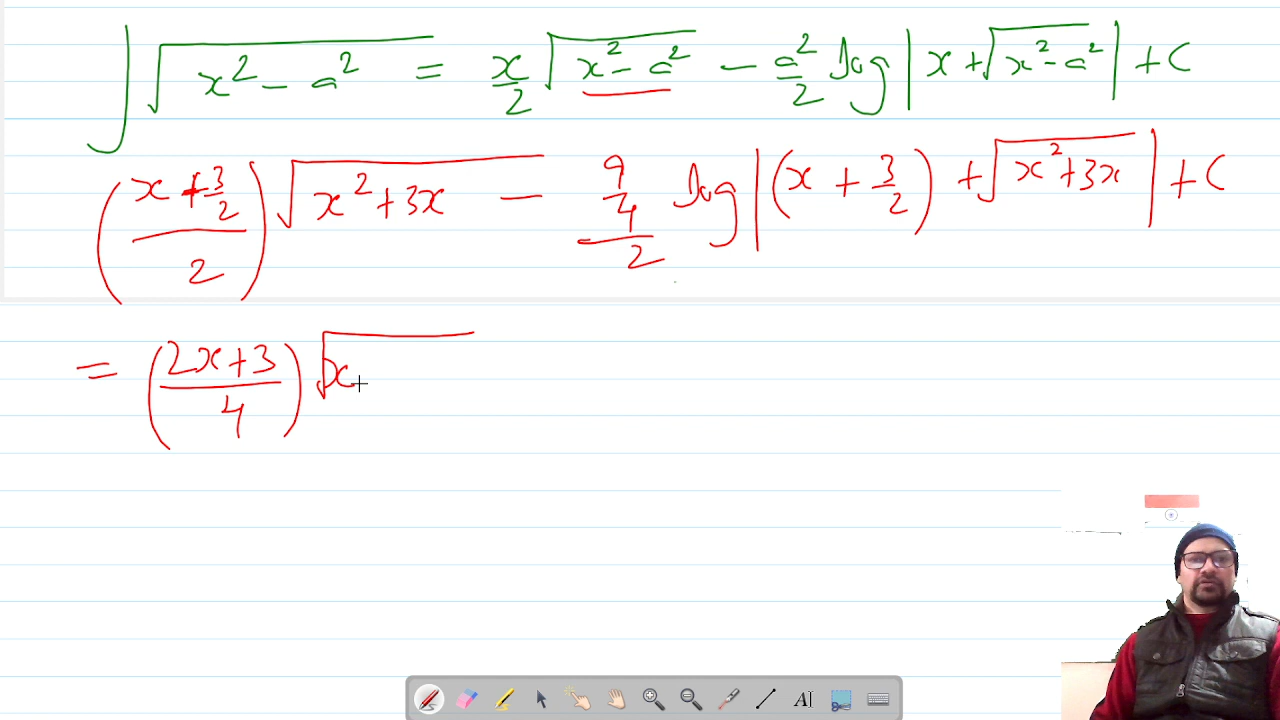 ∫ √(x² - a²) = x/2 √(x² - a²) - a²/2 log |x + √(x² - a²)| + C
((x + 3/2)/2) √(x² + 3x) - (9/4)/2 log |(x + 3/2) + √(x² + 3x)| + C
= ((2x + 3)/4) √x
AI